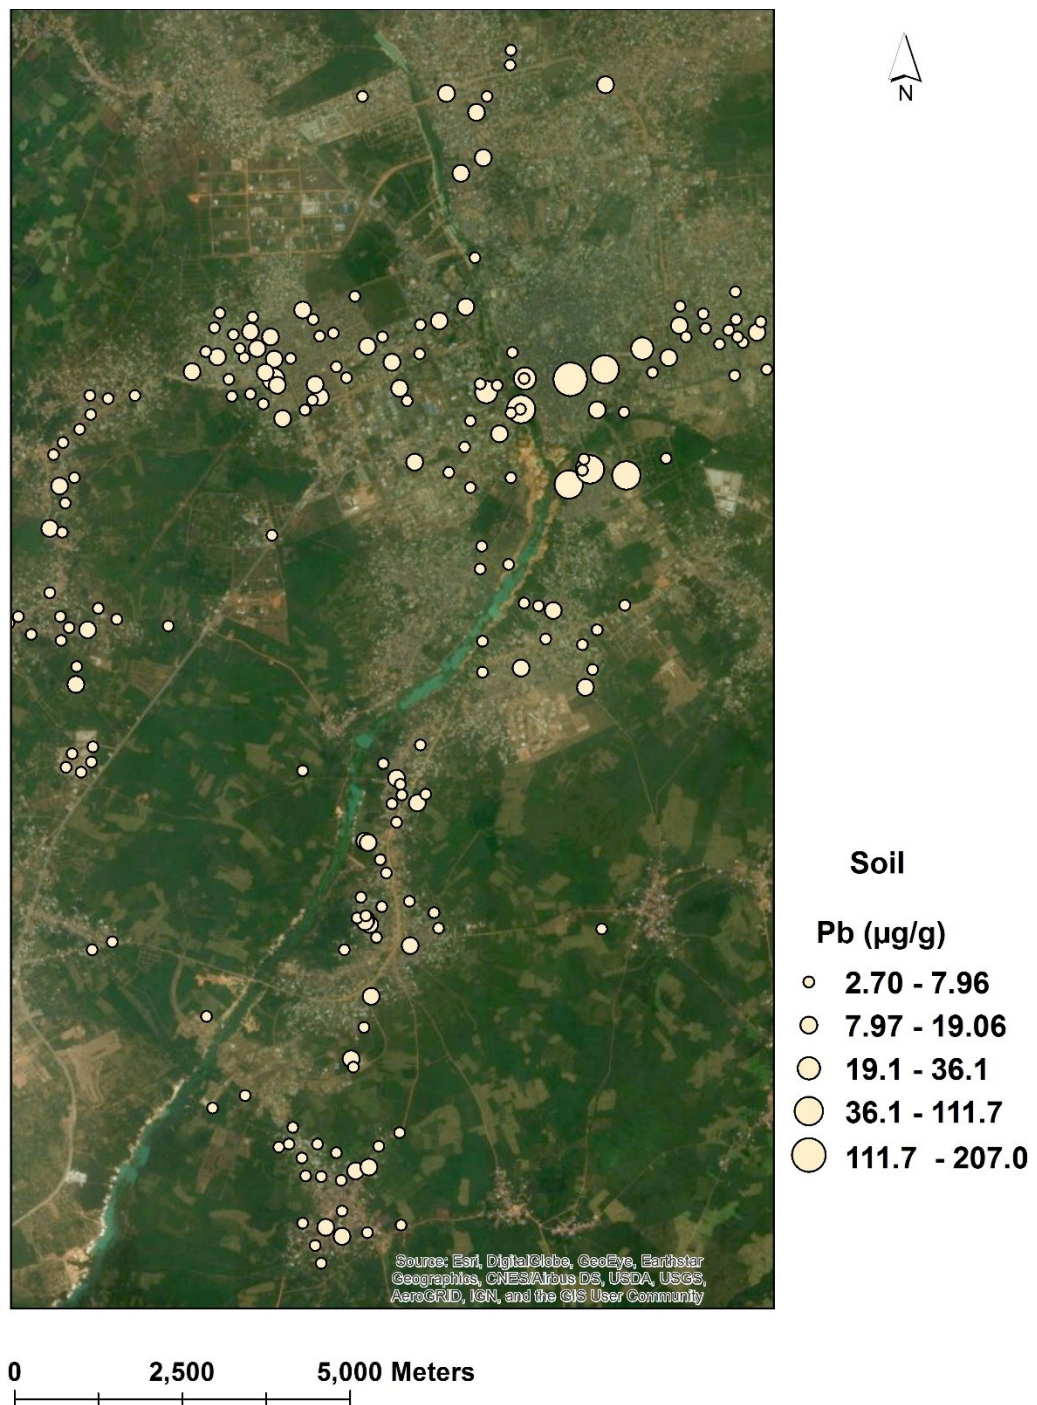 N
Soil
Pb (µg/g)
2.70 - 7.96
7.97 - 19.06
19.1 - 36.1
36.1 - 111.7
111.7 - 207.0
Source: Esri, DigitalGlobe, GeoEye, Earthstar
Geographics, CNES/Airbus DS, USDA, USGS,
AeroGRID, IGN, and the GIS User Community
0 2,500 5,000 Meters